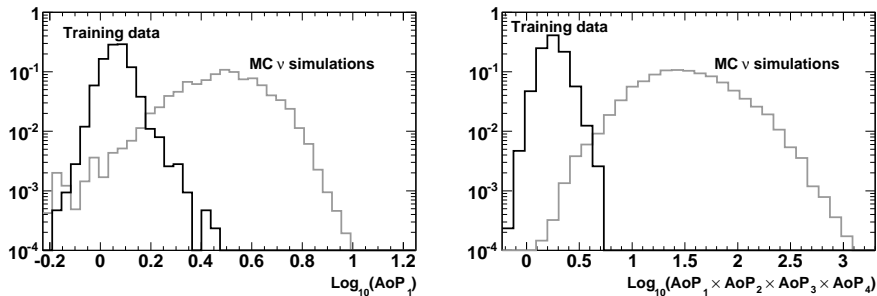 1
10⁻¹
10⁻²
10⁻³
10⁻⁴
Training data
MC ν simulations
-0.2 0 0.2 0.4 0.6 0.8 1 1.2
Log₁₀(AoP₁)
1
10⁻¹
10⁻²
10⁻³
10⁻⁴
Training data
MC ν simulations
0 0.5 1 1.5 2 2.5 3
Log₁₀(AoP₁ × AoP₂ × AoP₃ × AoP₄)